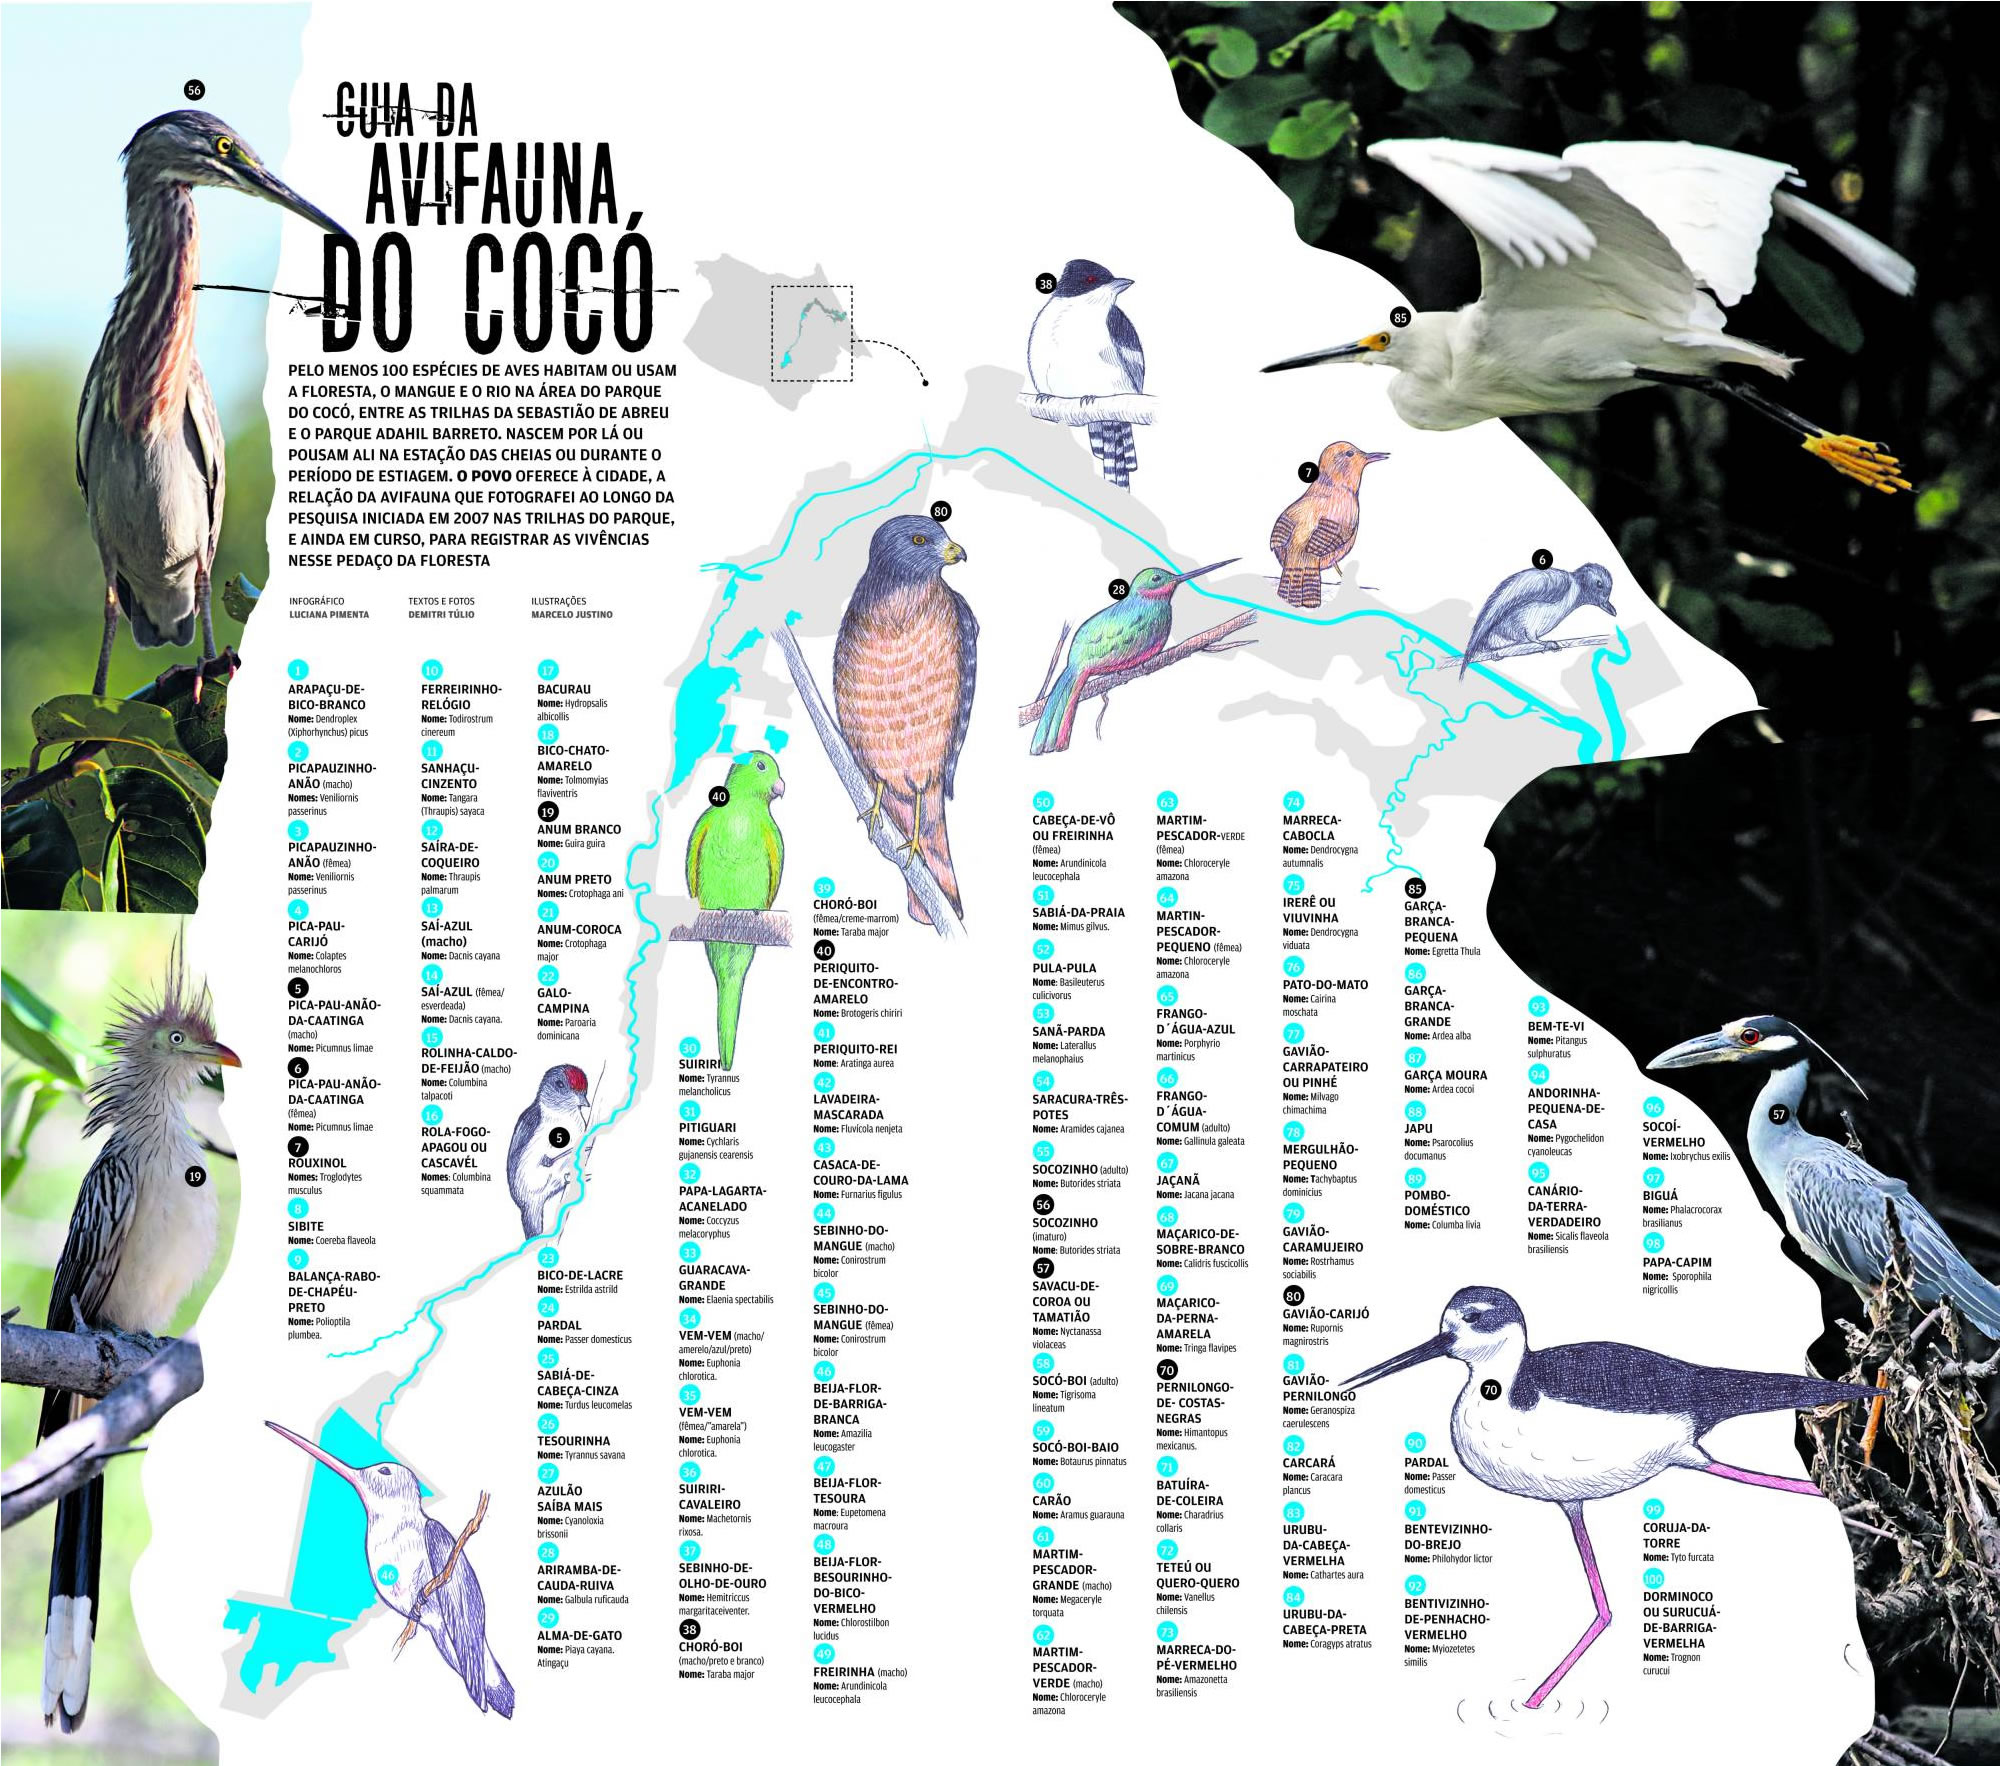 GUIA DA
AVIFAUNA
DO COCÓ
PELO MENOS 100 ESPÉCIES DE AVES HABITAM OU USAM
A FLORESTA, O MANGUE E O RIO NA ÁREA DO PARQUE
DO COCÓ, ENTRE AS TRILHAS DA SEBASTIÃO DE ABREU
E O PARQUE ADAHIL BARRETO. NASCEM POR LÁ OU
POUSAM ALI NA ESTAÇÃO DAS CHEIAS OU DURANTE O
PERÍODO DE ESTIAGEM. O POVO OFERECE À CIDADE, A
RELAÇÃO DA AVIFAUNA QUE FOTOGRAFEI AO LONGO DA
PESQUISA INICIADA EM 2007 NAS TRILHAS DO PARQUE,
E AINDA EM CURSO, PARA REGISTRAR AS VIVÊNCIAS
NESSE PEDAÇO DA FLORESTA
INFOGRÁFICO
LUCIANA PIMENTA
TEXTOS E FOTOS
DEMITRI TÚLIO
ILUSTRAÇÕES
MARCELO JUSTINO
56
38
85
7
80
6
28
40
19
5
57
70
46
1
ARAPAÇU-DE-
BICO-BRANCO
Nome: Dendroplex
(Xiphorhynchus) picus
2
PICAPAUZINHO-
ANÃO (macho)
Nomes: Veniliornis
passerinus
3
PICAPAUZINHO-
ANÃO (fêmea)
Nome: Veniliornis
passerinus
4
PICA-PAU-
CARIJÓ
Nome: Colaptes
melanochloros
5
PICA-PAU-ANÃO-
DA-CAATINGA
(macho)
Nome: Picumnus limae
6
PICA-PAU-ANÃO-
DA-CAATINGA
(fêmea)
Nome: Picumnus limae
7
ROUXINOL
Nomes: Troglodytes
musculus
8
SIBITE
Nome: Coereba flaveola
9
BALANÇA-RABO-
DE-CHAPÉU-
PRETO
Nome: Polioptila
plumbea.
10
FERREIRINHO-
RELÓGIO
Nome: Todirostrum
cinereum
11
SANHAÇU-
CINZENTO
Nome: Tangara
(Thraupis) sayaca
12
SAÍRA-DE-
COQUEIRO
Nome: Thraupis
palmarum
13
SAÍ-AZUL
(macho)
Nome: Dacnis cayana
14
SAÍ-AZUL (fêmea/
esverdeada)
Nome: Dacnis cayana.
15
ROLINHA-CALDO-
DE-FEIJÃO (macho)
Nome: Columbina
talpacoti
16
ROLA-FOGO-
APAGOU OU
CASCAVÉL
Nomes: Columbina
squammata
17
BACURAU
Nome: Hydropsalis
albicollis
18
BICO-CHATO-
AMARELO
Nome: Tolmomyias
flaviventris
19
ANUM BRANCO
Nome: Guira guira
20
ANUM PRETO
Nomes: Crotophaga ani
21
ANUM-COROCA
Nome: Crotophaga
major
22
GALO-
CAMPINA
Nome: Paroaria
dominicana
23
BICO-DE-LACRE
Nome: Estrilda astrild
24
PARDAL
Nome: Passer domesticus
25
SABIÁ-DE-
CABEÇA-CINZA
Nome: Turdus leucomelas
26
TESOURINHA
Nome: Tyrannus savana
27
AZULÃO
SAÍBA MAIS
Nome: Cyanoloxia
brissonii
28
ARIRAMBA-DE-
CAUDA-RUIVA
Nome: Galbula ruficauda
29
ALMA-DE-GATO
Nome: Piaya cayana.
Atingaçu
30
SUIRIRI
Nome: Tyrannus
melancholicus
31
PITIGUARI
Nome: Cychlaris
gujanensis cearensis
32
PAPA-LAGARTA-
ACANELADO
Nome: Coccyzus
melacoryphus
33
GUARACAVA-
GRANDE
Nome: Elaenia spectabilis
34
VEM-VEM (macho/
amerelo/azul/preto)
Nome: Euphonia
chlorotica.
35
VEM-VEM
(fêmea/"amarela")
Nome: Euphonia
chlorotica.
36
SUIRIRI-
CAVALEIRO
Nome: Machetornis
rixosa.
37
SEBINHO-DE-
OLHO-DE-OURO
Nome: Hemitriccus
margaritaceiventer.
38
CHORÓ-BOI
(macho/preto e branco)
Nome: Taraba major
39
CHORÓ-BOI
(fêmea/creme-marrom)
Nome: Taraba major
40
PERIQUITO-
DE-ENCONTRO-
AMARELO
Nome: Brotogeris chiriri
41
PERIQUITO-REI
Nome: Aratinga aurea
42
LAVADEIRA-
MASCARADA
Nome: Fluvícola nenjeta
43
CASACA-DE-
COURO-DA-LAMA
Nome: Furnarius figulus
44
SEBINHO-DO-
MANGUE (macho)
Nome: Conirostrum
bicolor
45
SEBINHO-DO-
MANGUE (fêmea)
Nome: Conirostrum
bicolor
46
BEIJA-FLOR-
DE-BARRIGA-
BRANCA
Nome: Amazilia
leucogaster
47
BEIJA-FLOR-
TESOURA
Nome: Eupetomena
macroura
48
BEIJA-FLOR-
BESOURINHO-
DO-BICO-
VERMELHO
Nome: Chlorostilbon
lucidus
49
FREIRINHA (macho)
Nome: Arundinicola
leucocephala
50
CABEÇA-DE-VÔ
OU FREIRINHA
(fêmea)
Nome: Arundinicola
leucocephala
51
SABIÁ-DA-PRAIA
Nome: Mimus gilvus.
52
PULA-PULA
Nome: Basileuterus
culicivorus
53
SANÃ-PARDA
Nome: Laterallus
melanophaius
54
SARACURA-TRÊS-
POTES
Nome: Aramides cajanea
55
SOCOZINHO (adulto)
Nome: Butorides striata
56
SOCOZINHO
(imaturo)
Nome: Butorides striata
57
SAVACU-DE-
COROA OU
TAMATIÃO
Nome: Nyctanassa
violaceas
58
SOCÓ-BOI (adulto)
Nome: Tigrisoma
lineatum
59
SOCÓ-BOI-BAIO
Nome: Botaurus pinnatus
60
CARÃO
Nome: Aramus guarauna
61
MARTIM-
PESCADOR-
GRANDE (macho)
Nome: Megaceryle
torquata
62
MARTIM-
PESCADOR-
VERDE (macho)
Nome: Chloroceryle
amazona
63
MARTIM-
PESCADOR-VERDE
(fêmea)
Nome: Chloroceryle
amazona
64
MARTIN-
PESCADOR-
PEQUENO (fêmea)
Nome: Chloroceryle
amazona
65
FRANGO-
D´ÁGUA-AZUL
Nome: Porphyrio
martinicus
66
FRANGO-
D´ÁGUA-
COMUM (adulto)
Nome: Gallinula galeata
67
JAÇANÃ
Nome: Jacana jacana
68
MAÇARICO-DE-
SOBRE-BRANCO
Nome: Calidris fuscicollis
69
MAÇARICO-
DA-PERNA-
AMARELA
Nome: Tringa flavipes
70
PERNILONGO-
DE- COSTAS-
NEGRAS
Nome: Himantopus
mexicanus.
71
BATUÍRA-
DE-COLEIRA
Nome: Charadrius
collaris
72
TETEÚ OU
QUERO-QUERO
Nome: Vanellus
chilensis
73
MARRECA-DO-
PÉ-VERMELHO
Nome: Amazonetta
brasiliensis
74
MARRECA-
CABOCLA
Nome: Dendrocygna
autumnalis
75
IRERÊ OU
VIUVINHA
Nome: Dendrocygna
viduata
76
PATO-DO-MATO
Nome: Cairina
moschata
77
GAVIÃO-
CARRAPATEIRO
OU PINHÉ
Nome: Milvago
chimachima
78
MERGULHÃO-
PEQUENO
Nome: Tachybaptus
dominicius
79
GAVIÃO-
CARAMUJEIRO
Nome: Rostrhamus
sociabilis
80
GAVIÃO-CARIJÓ
Nome: Rupornis
magnirostris
81
GAVIÃO-
PERNILONGO
Nome: Geranospiza
caerulescens
82
CARCARÁ
Nome: Caracara
plancus
83
URUBU-
DA-CABEÇA-
VERMELHA
Nome: Cathartes aura
84
URUBU-DA-
CABEÇA-PRETA
Nome: Coragyps atratus
85
GARÇA-
BRANCA-
PEQUENA
Nome: Egretta Thula
86
GARÇA-
BRANCA-
GRANDE
Nome: Ardea alba
87
GARÇA MOURA
Nome: Ardea cocoi
88
JAPU
Nome: Psarocolius
documanus
89
POMBO-
DOMÉSTICO
Nome: Columba livia
90
PARDAL
Nome: Passer
domesticus
91
BENTEVIZINHO-
DO-BREJO
Nome: Philohydor lictor
92
BENTIVIZINHO-
DE-PENHACHO-
VERMELHO
Nome: Myiozetetes
similis
93
BEM-TE-VI
Nome: Pitangus
sulphuratus
94
ANDORINHA-
PEQUENA-DE-
CASA
Nome: Pygochelidon
cyanoleucas
95
CANÁRIO-
DA-TERRA-
VERDADEIRO
Nome: Sicalis flaveola
brasiliensis
96
SOCOÍ-
VERMELHO
Nome: Ixobrychus exilis
97
BIGUÁ
Nome: Phalacrocorax
brasilianus
98
PAPA-CAPIM
Nome: Sporophila
nigricollis
99
CORUJA-DA-
TORRE
Nome: Tyto furcata
100
DORMINOCO
OU SURUCUÁ-
DE-BARRIGA-
VERMELHA
Nome: Trognon
curucui